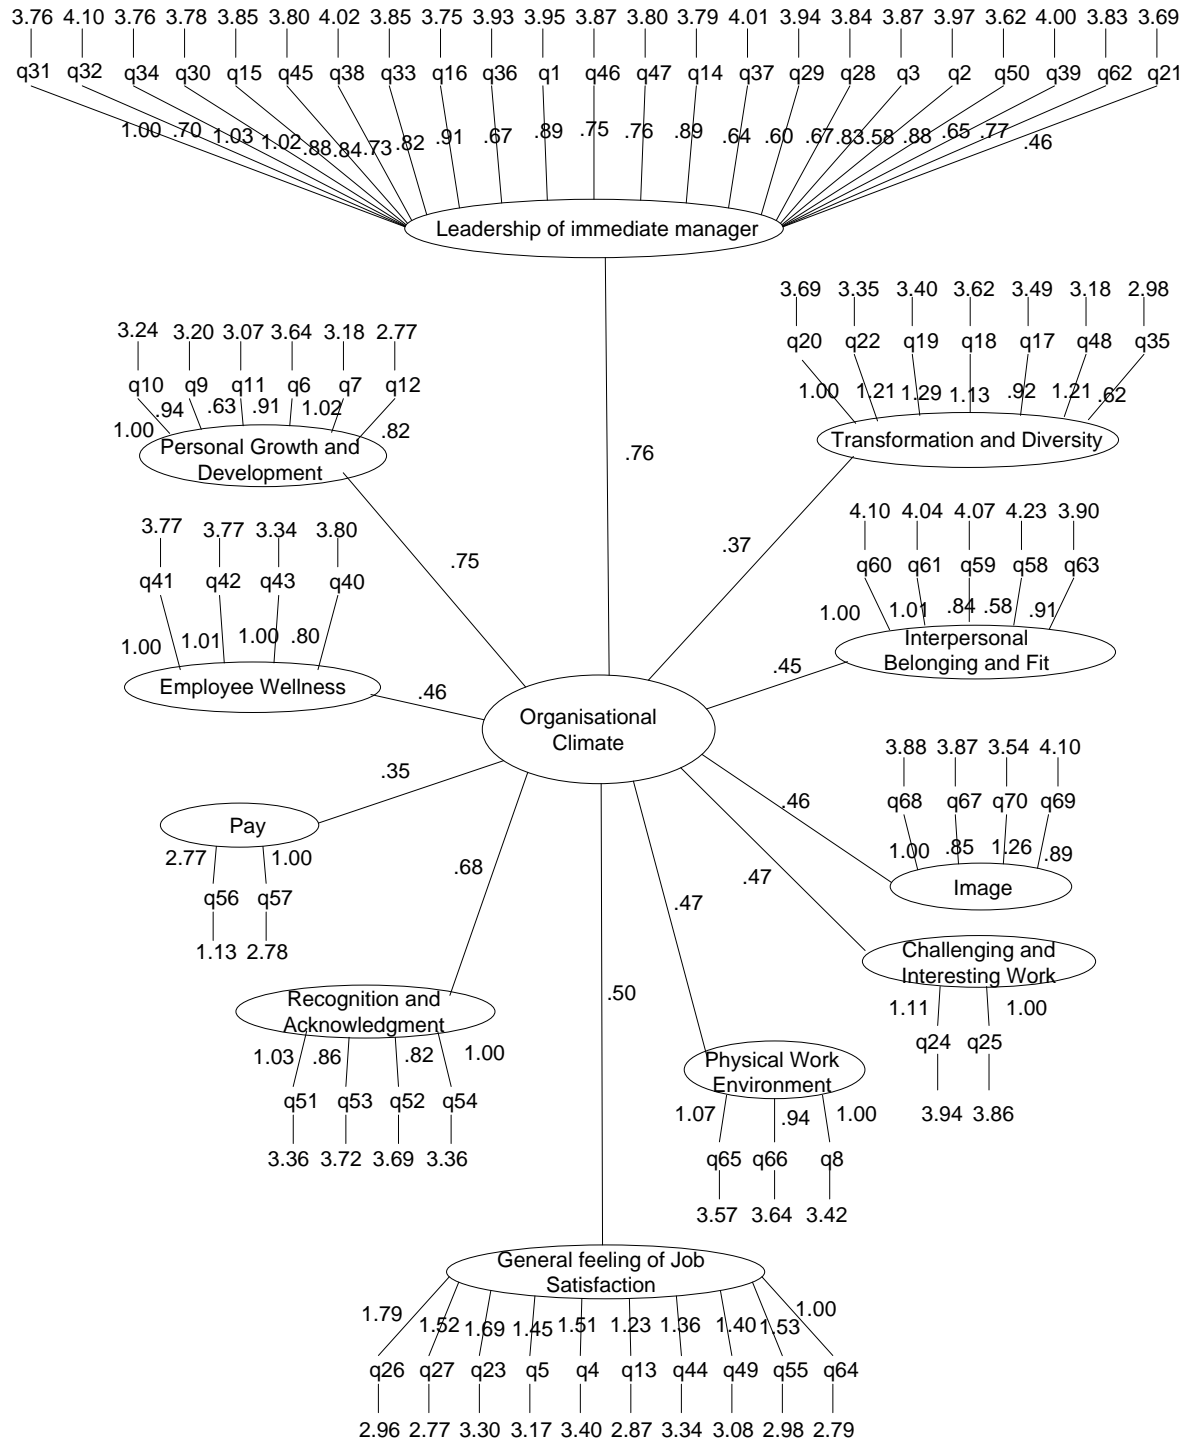 3.76 4.10 3.76 3.78 3.85 3.80 4.02 3.85 3.75 3.93 3.95 3.87 3.80 3.79 4.01 3.94 3.84 3.87 3.97 3.62 4.00 3.83 3.69
q31 q32 q34 q30 q15 q45 q38 q33 q16 q36 q1 q46 q47 q14 q37 q29 q28 q3 q2 q50 q39 q62 q21
1.00 .70 1.03 1.02 .88 .84 .73 .82 .91 .67 .89 .75 .76 .89 .64 .60 .67 .83 .58 .88 .65 .77 .46
Leadership of immediate manager
3.69 3.35 3.40 3.62 3.49 3.18 2.98
q20 q22 q19 q18 q17 q48 q35
1.00 1.21 1.29 1.13 .92 1.21 .62
Transformation and Diversity
3.24 3.20 3.07 3.64 3.18 2.77
q10 q9 q11 q6 q7 q12
1.00 .94 .63 .91 1.02 .82
Personal Growth and
Development
.76
.37
.75
3.77 3.77 3.34 3.80
q41 q42 q43 q40
1.00 1.01 1.00 .80
Employee Wellness
.46
4.10 4.04 4.07 4.23 3.90
q60 q61 q59 q58 q63
1.00 1.01 .84 .58 .91
Interpersonal
Belonging and Fit
.45
Organisational
Climate
.35
Pay
2.77 1.00
q56 q57
1.13 2.78
.46
3.88 3.87 3.54 4.10
q68 q67 q70 q69
1.00 .85 1.26 .89
Image
.68
.47
.47
Challenging and
Interesting Work
1.11 1.00
q24 q25
3.94 3.86
Recognition and
Acknowledgment
1.03 .86 .82 1.00
q51 q53 q52 q54
3.36 3.72 3.69 3.36
.50
Physical Work
Environment
1.07 .94 1.00
q65 q66 q8
3.57 3.64 3.42
General feeling of Job
Satisfaction
1.79 1.52 1.69 1.45 1.51 1.23 1.36 1.40 1.53 1.00
q26 q27 q23 q5 q4 q13 q44 q49 q55 q64
2.96 2.77 3.30 3.17 3.40 2.87 3.34 3.08 2.98 2.79